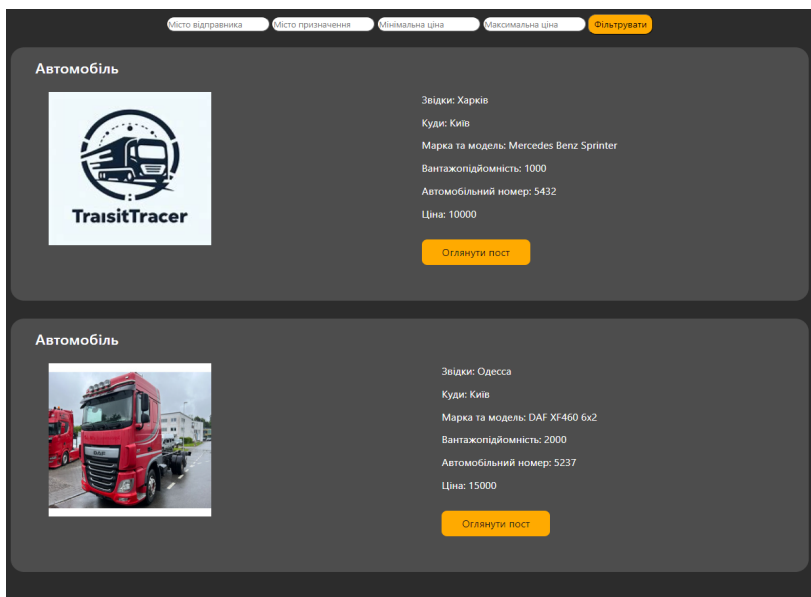 Місто відправника Місто призначення Мінімальна ціна Максимальна ціна Фільтрувати
Автомобіль
TraısitTracer
Звідки: Харків
Куди: Київ
Марка та модель: Mercedes Benz Sprinter
Вантажопідйомність: 1000
Автомобільний номер: 5432
Ціна: 10000
Оглянути пост
Автомобіль
DAF
Звідки: Одесса
Куди: Київ
Марка та модель: DAF XF460 6x2
Вантажопідйомність: 2000
Автомобільний номер: 5237
Ціна: 15000
Оглянути пост